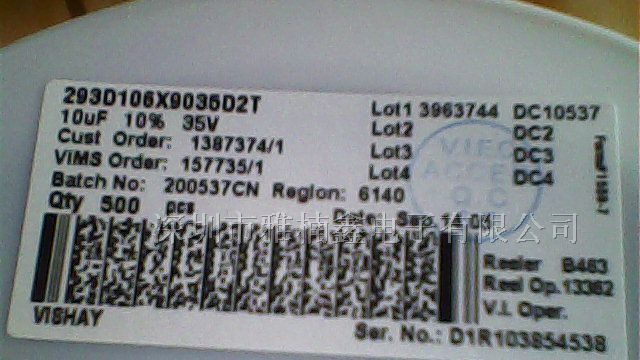 293D106X9035D2T
10uF 10% 35V
Cust Order: 1387374/1
VIMS Order: 157735/1
Batch No: 200537CN Region: 6140
Qty 500 pcs
Lot1 3963744 DC10537
Lot2 DC2
Lot3 DC3
Lot4 DC4
ACCE
Q.C
深圳市雅楠鑫电子有限公司
Reeler B463
Reel Op. 13362
V.I. Oper.
VISHAY
Ser. No.: D1R103854538